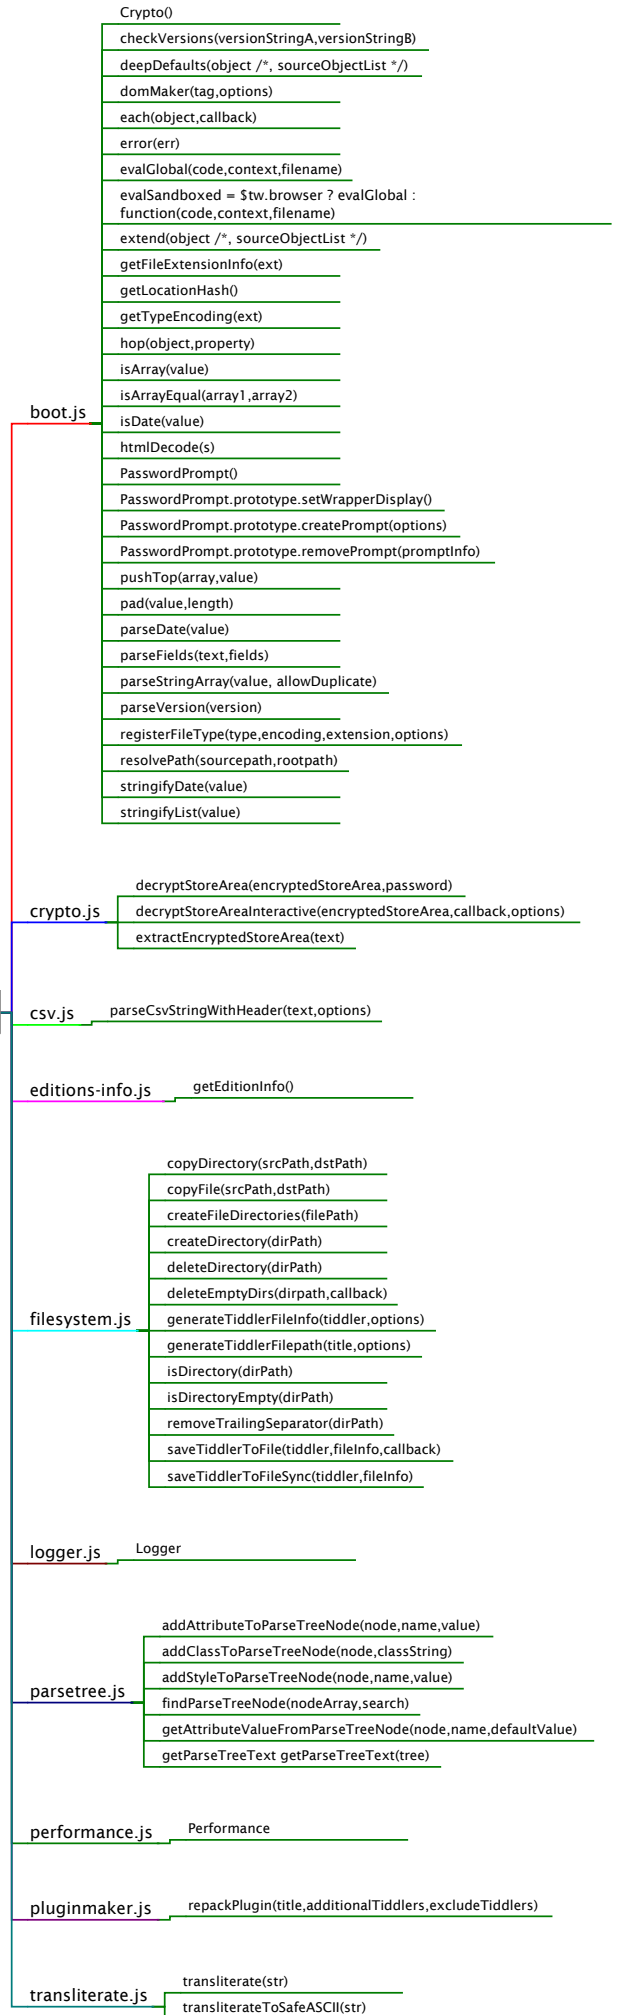 Crypto()
checkVersions(versionStringA,versionStringB)
deepDefaults(object /*, sourceObjectList */)
domMaker(tag,options)
each(object,callback)
error(err)
evalGlobal(code,context,filename)
evalSandboxed = $tw.browser ? evalGlobal :
function(code,context,filename)
extend(object /*, sourceObjectList */)
getFileExtensionInfo(ext)
getLocationHash()
getTypeEncoding(ext)
hop(object,property)
isArray(value)
isArrayEqual(array1,array2)
boot.js
isDate(value)
htmlDecode(s)
PasswordPrompt()
PasswordPrompt.prototype.setWrapperDisplay()
PasswordPrompt.prototype.createPrompt(options)
PasswordPrompt.prototype.removePrompt(promptInfo)
pushTop(array,value)
pad(value,length)
parseDate(value)
parseFields(text,fields)
parseStringArray(value, allowDuplicate)
parseVersion(version)
registerFileType(type,encoding,extension,options)
resolvePath(sourcepath,rootpath)
stringifyDate(value)
stringifyList(value)
decryptStoreArea(encryptedStoreArea,password)
crypto.js
decryptStoreAreaInteractive(encryptedStoreArea,callback,options)
extractEncryptedStoreArea(text)
csv.js
parseCsvStringWithHeader(text,options)
editions-info.js
getEditionInfo()
copyDirectory(srcPath,dstPath)
copyFile(srcPath,dstPath)
createFileDirectories(filePath)
createDirectory(dirPath)
deleteDirectory(dirPath)
deleteEmptyDirs(dirpath,callback)
filesystem.js
generateTiddlerFileInfo(tiddler,options)
generateTiddlerFilepath(title,options)
isDirectory(dirPath)
isDirectoryEmpty(dirPath)
removeTrailingSeparator(dirPath)
saveTiddlerToFile(tiddler,fileInfo,callback)
saveTiddlerToFileSync(tiddler,fileInfo)
logger.js
Logger
addAttributeToParseTreeNode(node,name,value)
addClassToParseTreeNode(node,classString)
addStyleToParseTreeNode(node,name,value)
parsetree.js
findParseTreeNode(nodeArray,search)
getAttributeValueFromParseTreeNode(node,name,defaultValue)
getParseTreeText getParseTreeText(tree)
performance.js
Performance
pluginmaker.js
repackPlugin(title,additionalTiddlers,excludeTiddlers)
transliterate.js
transliterate(str)
transliterateToSafeASCII(str)